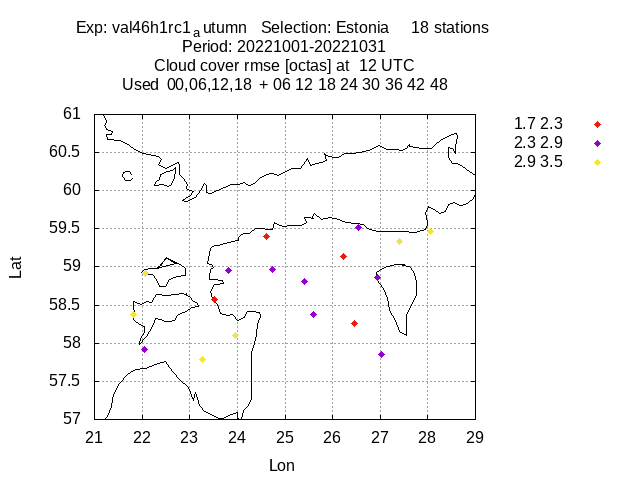 Exp: val46h1rc1a utumn   Selection: Estonia     18 stations
Period: 20221001-20221031
Cloud cover rmse [octas] at  12 UTC
Used  00,06,12,18  + 06 12 18 24 30 36 42 48
1.7 2.3
2.3 2.9
2.9 3.5
61
60.5
60
59.5
59
58.5
58
57.5
57
Lat
21 22 23 24 25 26 27 28 29
Lon